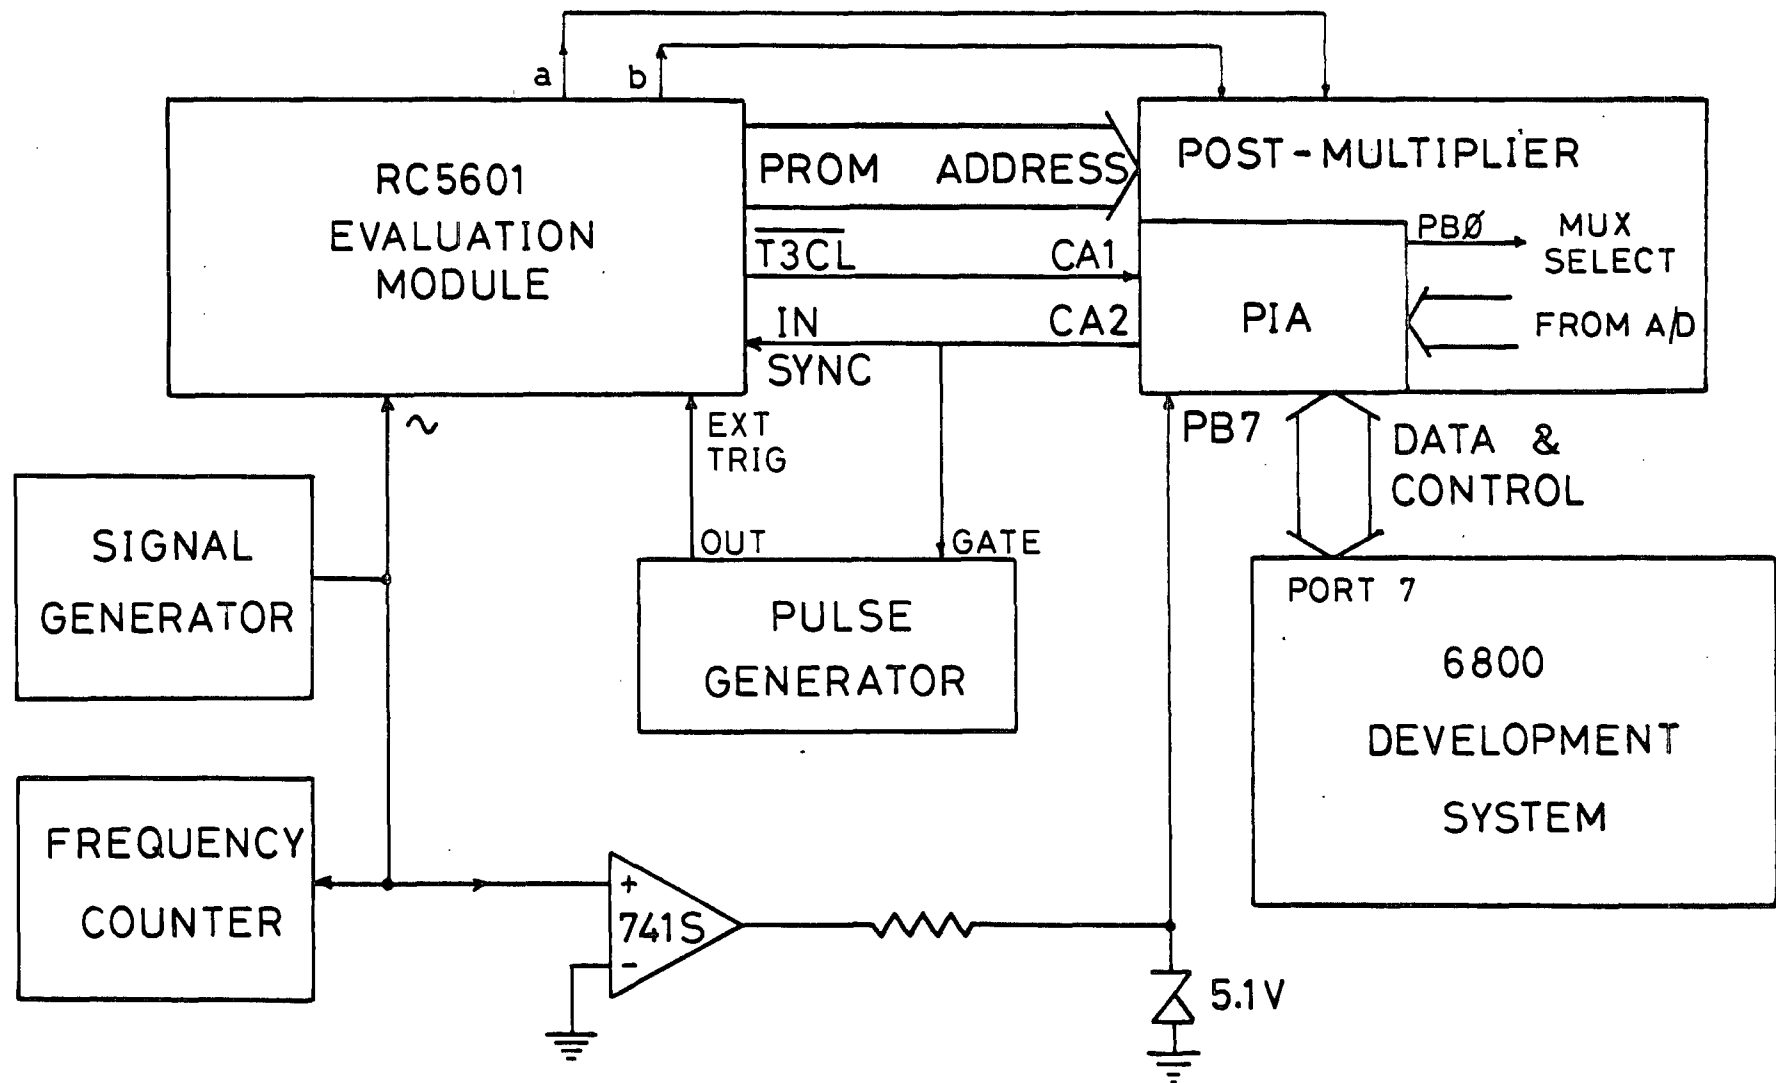 a
b
RC5601
EVALUATION
MODULE
PROM ADDRESS
T3CL
CA1
IN
SYNC
CA2
POST-MULTIPLIER
PIA
PBØ
MUX
SELECT
FROM A/D
~
EXT
TRIG
PB7
DATA &
CONTROL
SIGNAL
GENERATOR
OUT
GATE
PULSE
GENERATOR
PORT 7
6800
DEVELOPMENT
SYSTEM
FREQUENCY
COUNTER
+
741S
-
5.1V